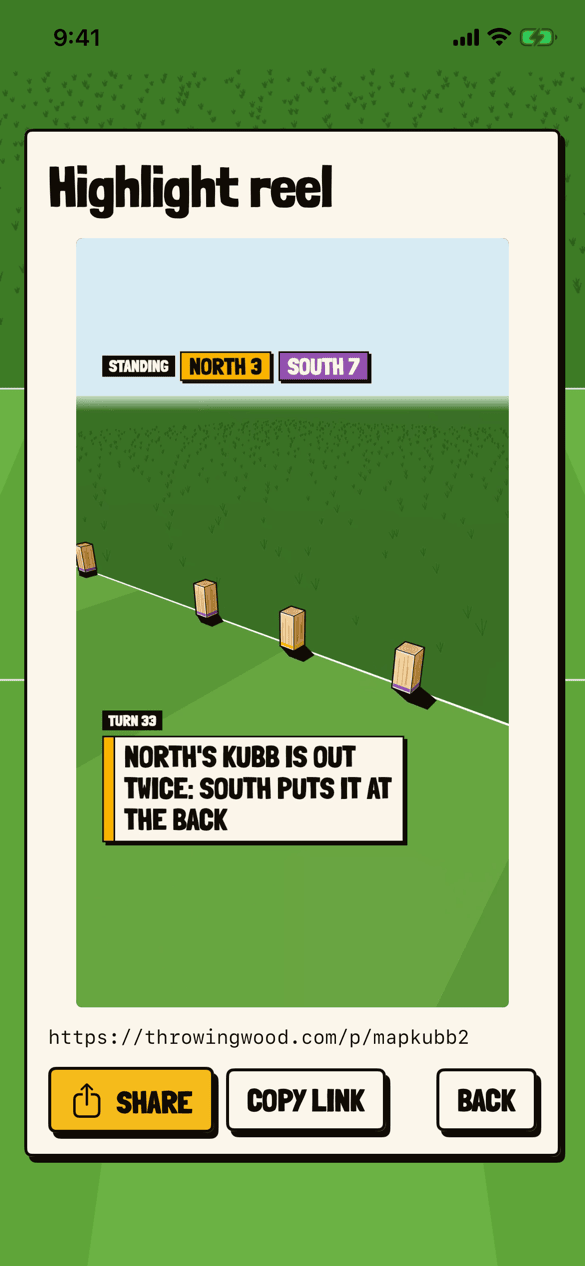 9:41
Highlight reel
STANDING NORTH 3 SOUTH 7
TURN 33
NORTH'S KUBB IS OUT
TWICE: SOUTH PUTS IT AT
THE BACK
https://throwingwood.com/p/mapkubb2
SHARE COPY LINK BACK